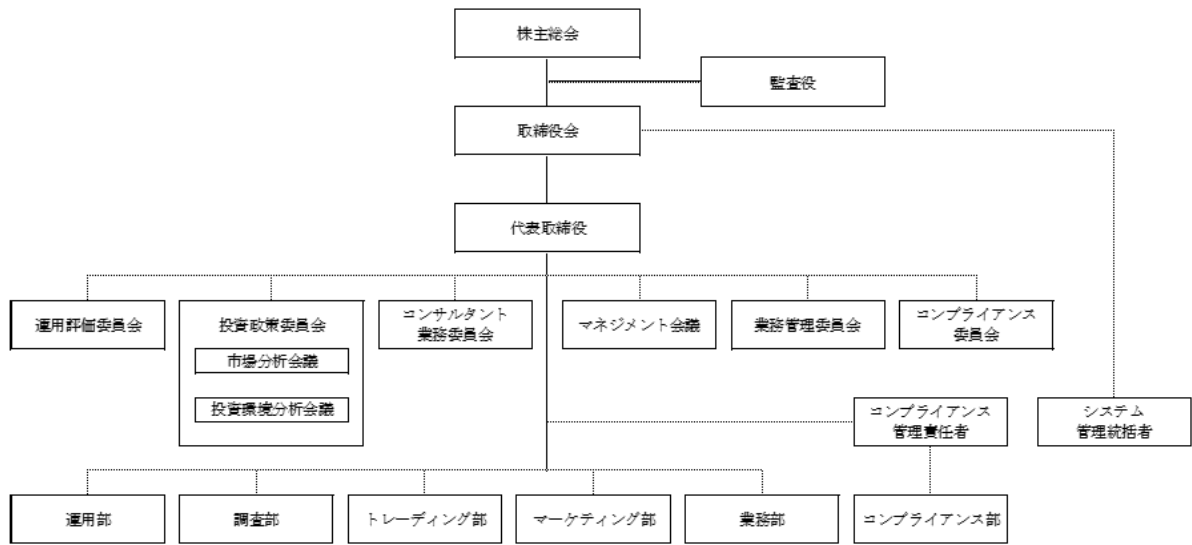 株主総会
監査役
取締役会
代表取締役
運用評価委員会
投資政策委員会
市場分析会議
投資環境分析会議
コンサルタント
業務委員会
マネジメント会議
業務管理委員会
コンプライアンス
委員会
コンプライアンス
管理責任者
システム
管理統括者
運用部
調査部
トレーディング部
マーケティング部
業務部
コンプライアンス部